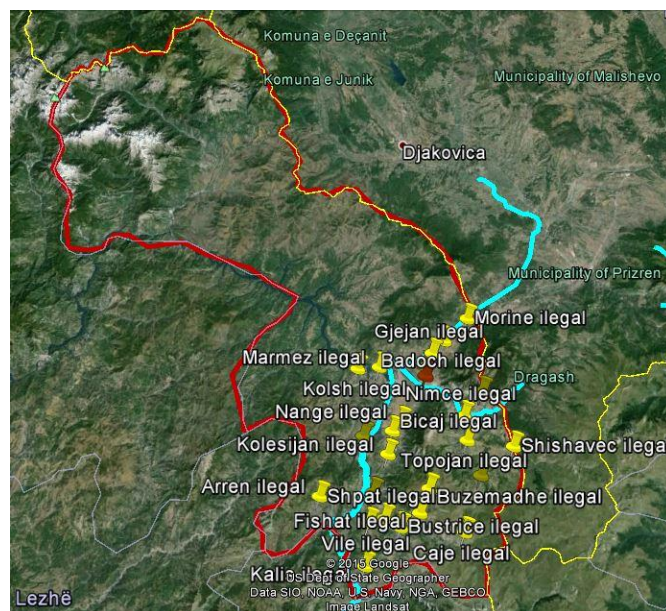 Komuna e Deçanit
Komuna e Junik
Municipality of Malishevo
Djakovica
Municipality of Prizren
Morine ilegal
Gjejan ilegal
Marmez ilegal
Badoch ilegal
Dragash
Kolsh ilegal
Nimce ilegal
Nange ilegal
Bicaj ilegal
Kolesijan ilegal
Shishavec ilegal
Topojan ilegal
Arren ilegal
Shpat ilegal
Buzemadhe ilegal
Fishat ilegal
Bustrice ilegal
Vile ilegal
Caje ilegal
© 2015 Google
Kalis ilegal
US Dept of State Geographer
Data SIO, NOAA, U.S. Navy, NGA, GEBCO
Image Landsat
Lezhë